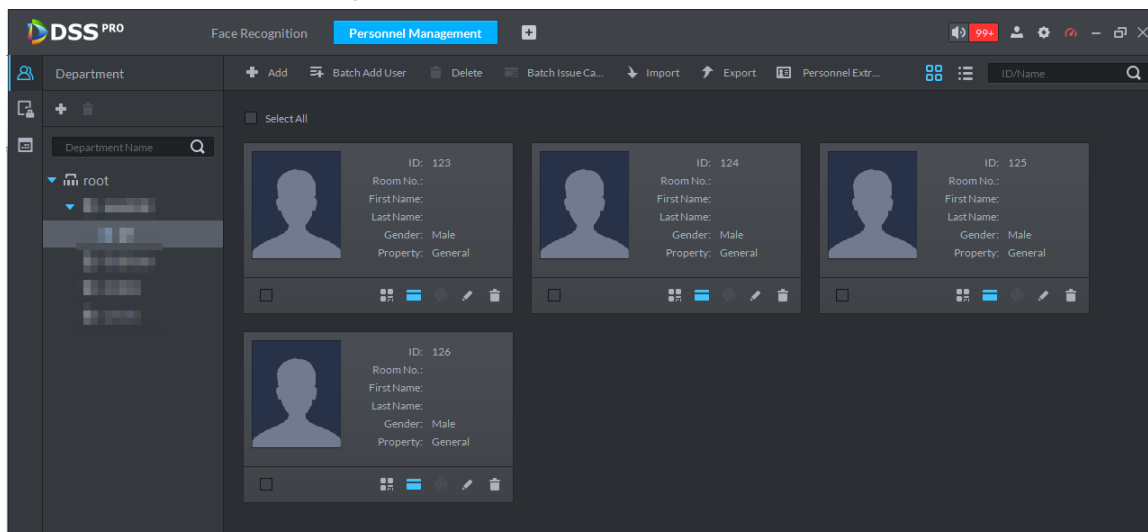 DSS PRO Face Recognition Personnel Management 99+
Department Add Batch Add User Delete Batch Issue Ca... Import Export Personnel Extr... ID/Name
Select All
Department Name
root
ID: 123
Room No.:
First Name:
Last Name:
Gender: Male
Property: General
ID: 124
Room No.:
First Name:
Last Name:
Gender: Male
Property: General
ID: 125
Room No.:
First Name:
Last Name:
Gender: Male
Property: General
ID: 126
Room No.:
First Name:
Last Name:
Gender: Male
Property: General